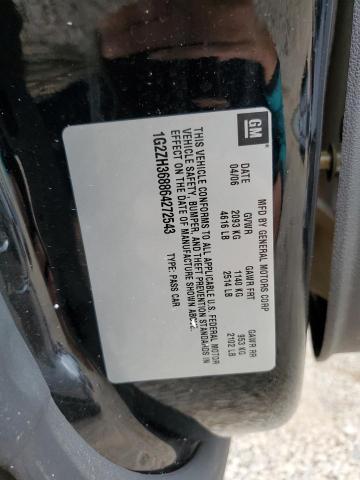 GM
MFD BY GENERAL MOTORS CORP
DATE GVWR GAWR FRT GAWR RR
04/06 2093 KG 1140 KG 953 KG
4616 LB 2514 LB 2102 LB
THIS VEHICLE CONFORMS TO ALL APPLICABLE U.S. FEDERAL MOTOR
VEHICLE SAFETY, BUMPER, AND THEFT PREVENTION STANDARDS IN
EFFECT ON THE DATE OF MANUFACTURE SHOWN ABOVE.
1G2ZH368864272543 TYPE: PASS CAR